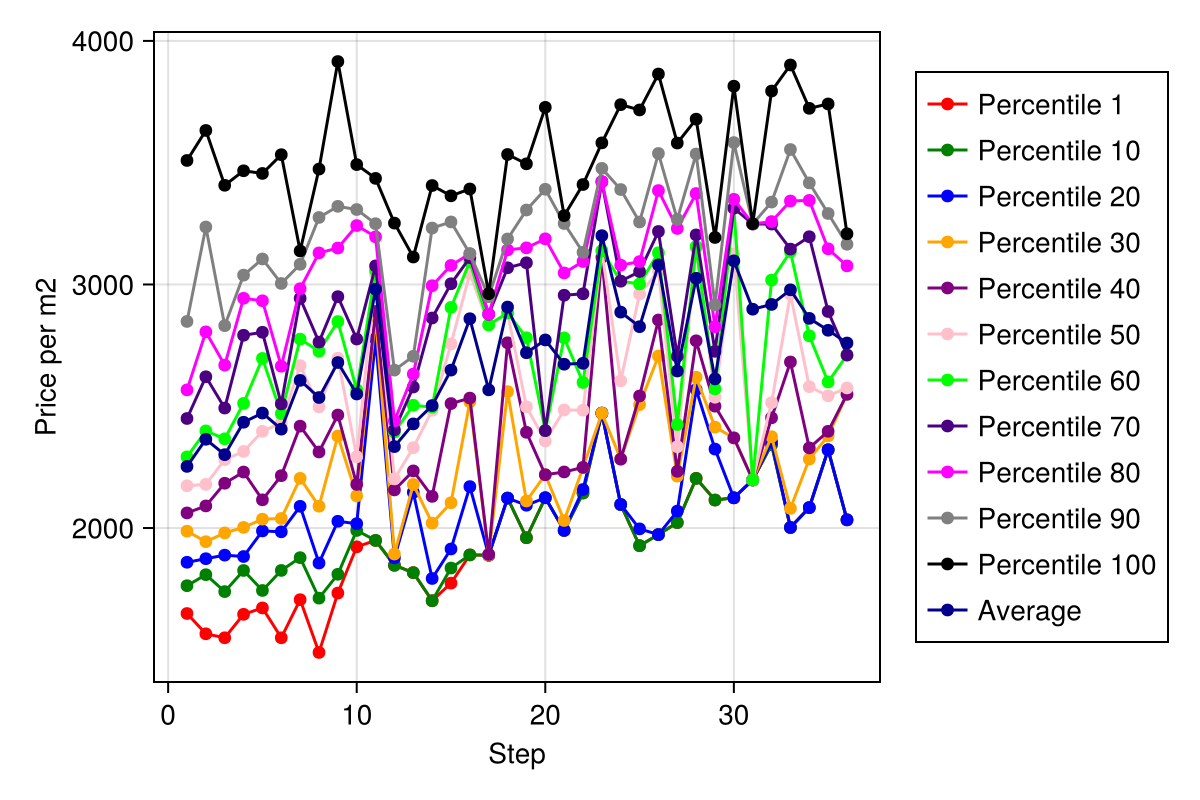 4000
3000
2000
Price per m2
0 10 20 30
Step
Percentile 1
Percentile 10
Percentile 20
Percentile 30
Percentile 40
Percentile 50
Percentile 60
Percentile 70
Percentile 80
Percentile 90
Percentile 100
Average